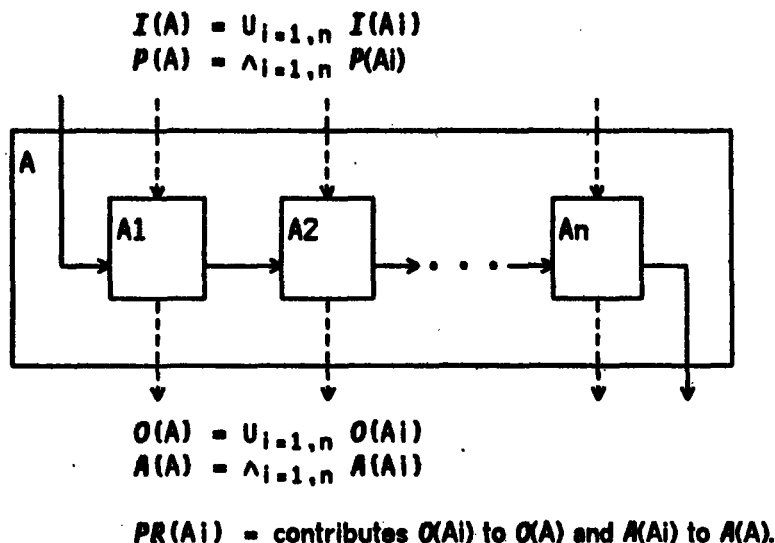 I(A) = U i=1,n I(Ai)
P(A) = ∧ i=1,n P(Ai)
A
A1
A2
. . .
An
O(A) = U i=1,n O(Ai)
A(A) = ∧ i=1,n A(Ai)
PR(Ai) = contributes O(Ai) to O(A) and A(Ai) to A(A).